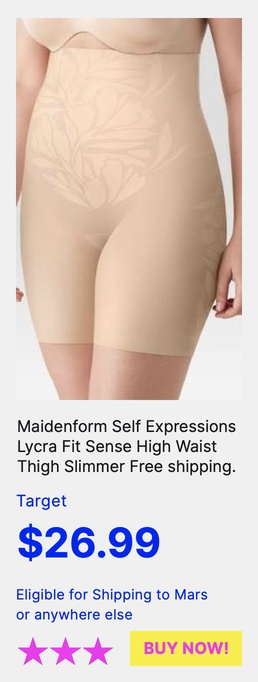 Maidenform Self Expressions
Lycra Fit Sense High Waist
Thigh Slimmer Free shipping.
Target
$26.99
Eligible for Shipping to Mars
or anywhere else
BUY NOW!